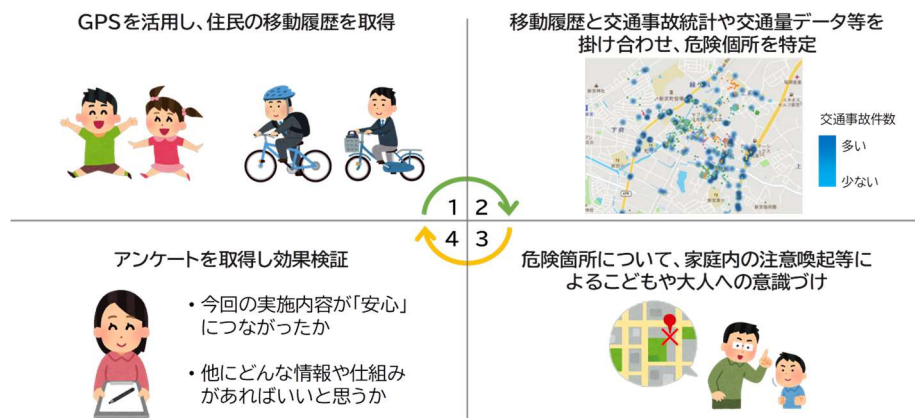 GPSを活用し、住民の移動履歴を取得
移動履歴と交通事故統計や交通量データ等を
掛け合わせ、危険個所を特定
交通事故件数
多い
少ない
1 2
4 3
アンケートを取得し効果検証
・今回の実施内容が「安心」
につながったか
・他にどんな情報や仕組み
があればいいと思うか
危険箇所について、家庭内の注意喚起等に
よるこどもや大人への意識づけ